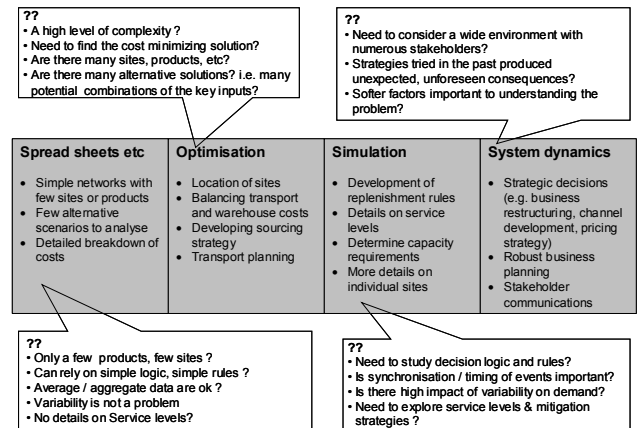 ??
• A high level of complexity ?
• Need to find the cost minimizing solution?
• Are there many sites, products, etc?
• Are there many alternative solutions? i.e. many
potential combinations of the key inputs?
??
• Need to consider a wide environment with
numerous stakeholders?
• Strategies tried in the past produced
unexpected, unforeseen consequences?
• Softer factors important to understanding the
problem?
Spread sheets etc
• Simple networks with
few sites or products
• Few alternative
scenarios to analyse
• Detailed breakdown of
costs
Optimisation
• Location of sites
• Balancing transport
and warehouse costs
• Developing sourcing
strategy
• Transport planning
Simulation
• Development of
replenishment rules
• Details on service
levels
• Determine capacity
requirements
• More details on
individual sites
System dynamics
• Strategic decisions
(e.g. business
restructuring, channel
development, pricing
strategy)
• Robust business
planning
• Stakeholder
communications
??
• Only a few products, few sites ?
• Can rely on simple logic, simple rules ?
• Average / aggregate data are ok ?
• Variability is not a problem
• No details on Service levels?
??
• Need to study decision logic and rules?
• Is synchronisation / timing of events important?
• Is there high impact of variability on demand?
• Need to explore service levels & mitigation
strategies ?